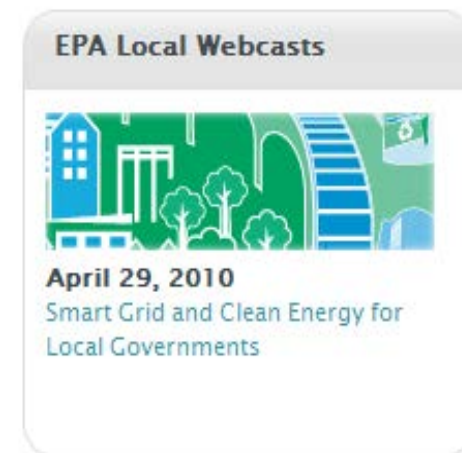 EPA Local Webcasts
April 29, 2010
Smart Grid and Clean Energy for
Local Governments